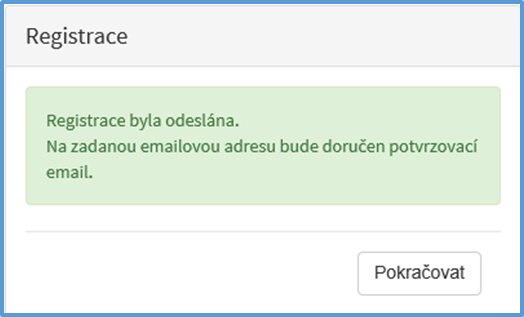 Registrace
Registrace byla odeslána.
Na zadanou emailovou adresu bude doručen potvrzovací
email.
Pokračovat